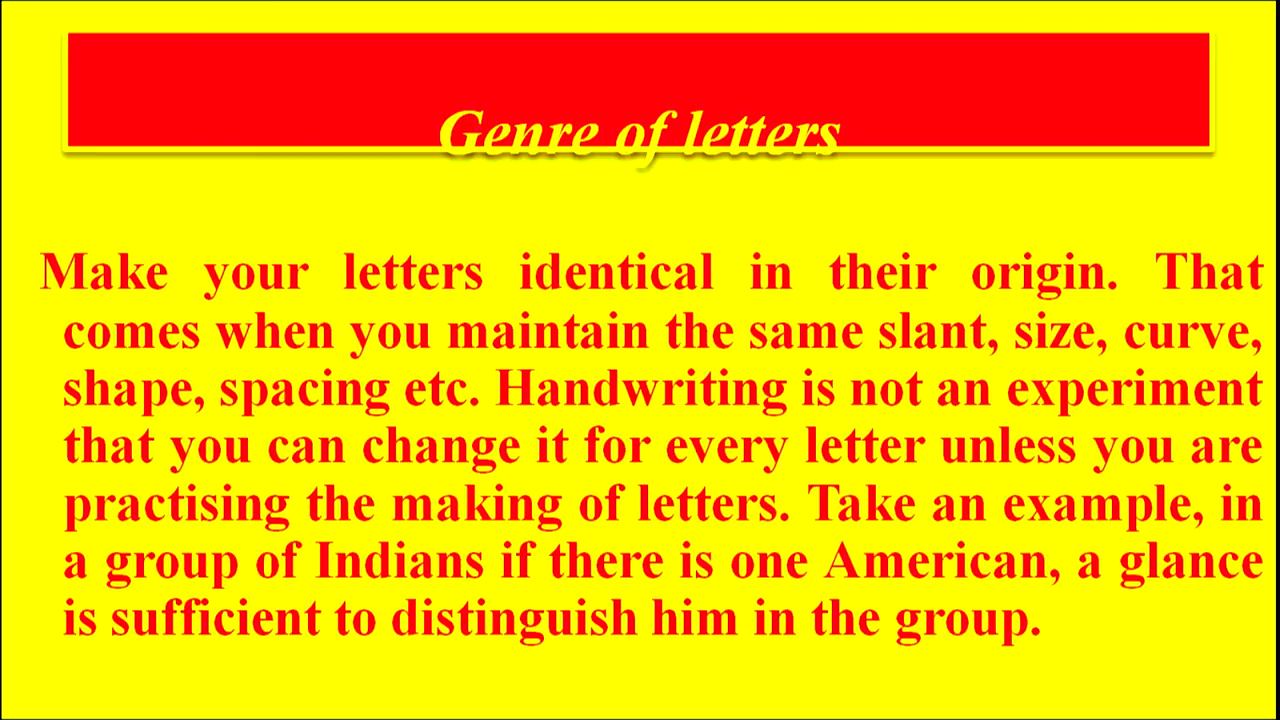 Genre of letters
Make your letters identical in their origin. That
comes when you maintain the same slant, size, curve,
shape, spacing etc. Handwriting is not an experiment
that you can change it for every letter unless you are
practising the making of letters. Take an example, in
a group of Indians if there is one American, a glance
is sufficient to distinguish him in the group.